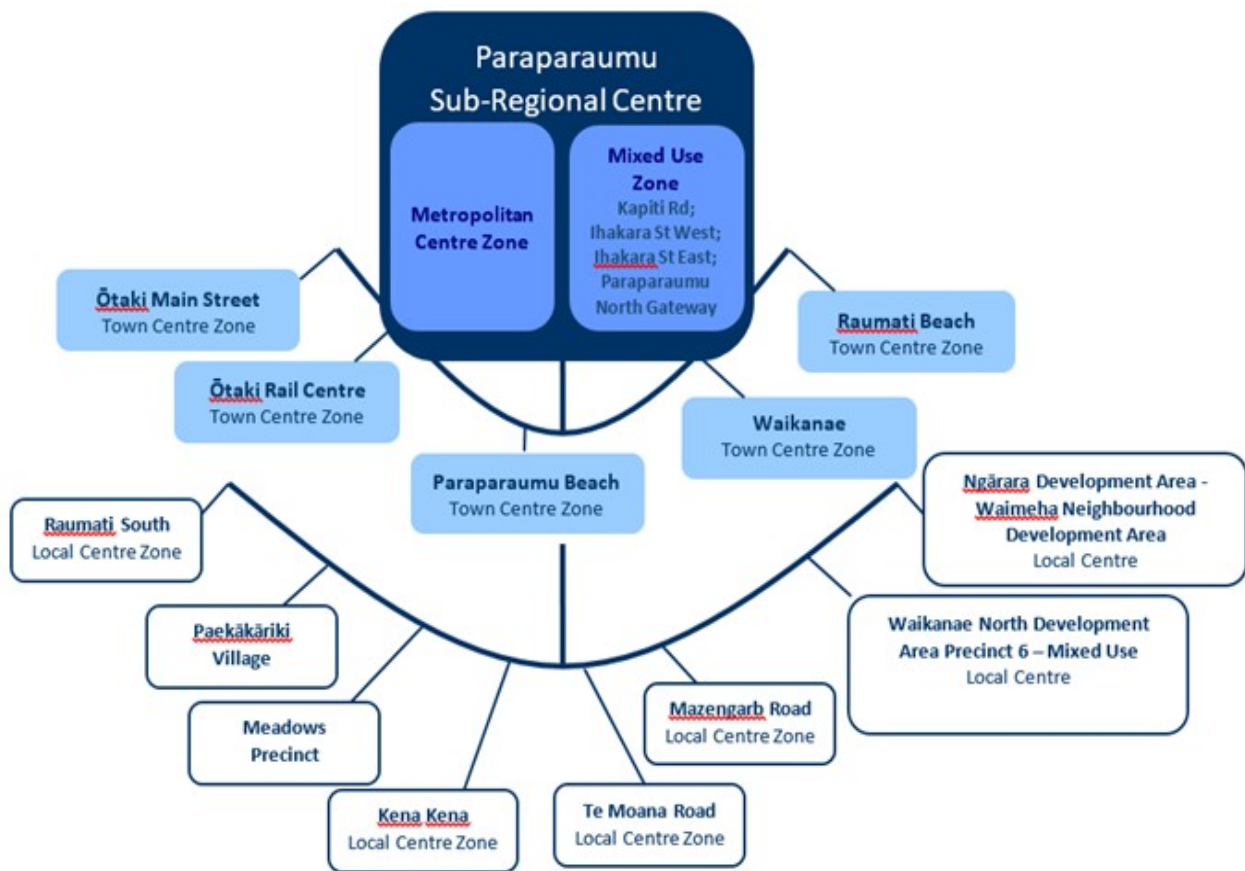 Paraparaumu
Sub-Regional Centre
Metropolitan
Centre Zone
Mixed Use
Zone
Kapiti Rd;
Ihakara St West;
Ihakara St East;
Paraparaumu
North Gateway
Ōtaki Main Street
Town Centre Zone
Ōtaki Rail Centre
Town Centre Zone
Paraparaumu Beach
Town Centre Zone
Waikanae
Town Centre Zone
Raumati Beach
Town Centre Zone
Raumati South
Local Centre Zone
Paekākāriki
Village
Meadows
Precinct
Kena Kena
Local Centre Zone
Te Moana Road
Local Centre Zone
Mazengarb Road
Local Centre Zone
Waikanae North Development
Area Precinct 6 – Mixed Use
Local Centre
Ngārara Development Area -
Waimeha Neighbourhood
Development Area
Local Centre